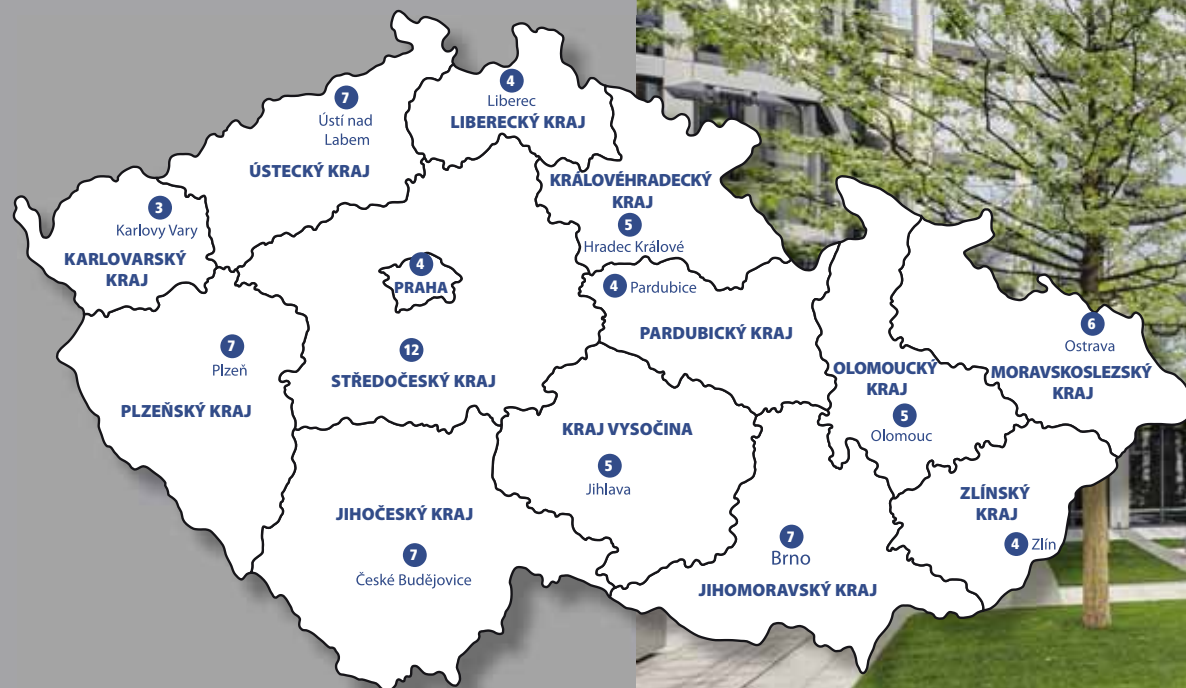 4
Liberec
LIBERECKÝ KRAJ
7
Ústí nad
Labem
ÚSTECKÝ KRAJ
KRÁLOVÉHRADECKÝ
KRAJ
5
Hradec Králové
3
Karlovy Vary
KARLOVARSKÝ
KRAJ
4
PRAHA
4 Pardubice
PARDUBICKÝ KRAJ
6
Ostrava
MORAVSKOSLEZSKÝ
KRAJ
7
Plzeň
PLZEŇSKÝ KRAJ
12
STŘEDOČESKÝ KRAJ
OLOMOUCKÝ
KRAJ
5
Olomouc
KRAJ VYSOČINA
5
Jihlava
ZLÍNSKÝ
KRAJ
4 Zlín
JIHOČESKÝ KRAJ
7
České Budějovice
7
Brno
JIHOMORAVSKÝ KRAJ